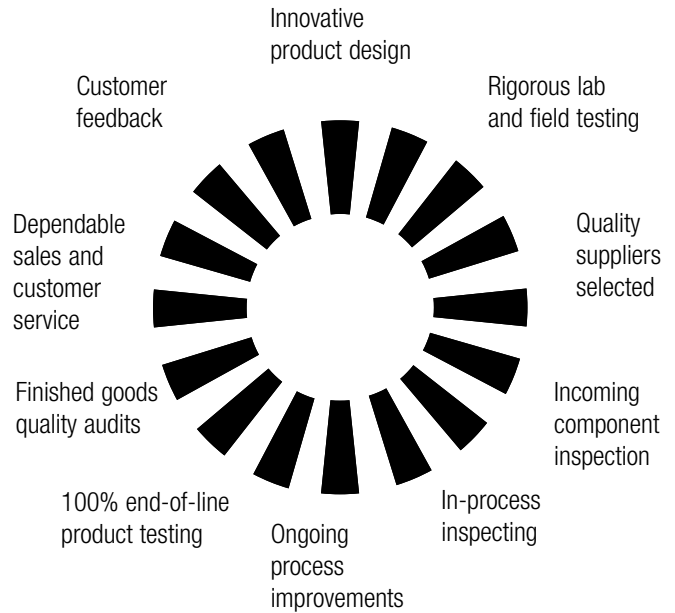 Innovative
product design
Rigorous lab
and field testing
Quality
suppliers
selected
Incoming
component
inspection
In-process
inspecting
Ongoing
process
improvements
100% end-of-line
product testing
Finished goods
quality audits
Dependable
sales and
customer
service
Customer
feedback